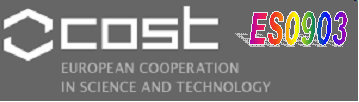 cost ES0903
EUROPEAN COOPERATION
IN SCIENCE AND TECHNOLOGY